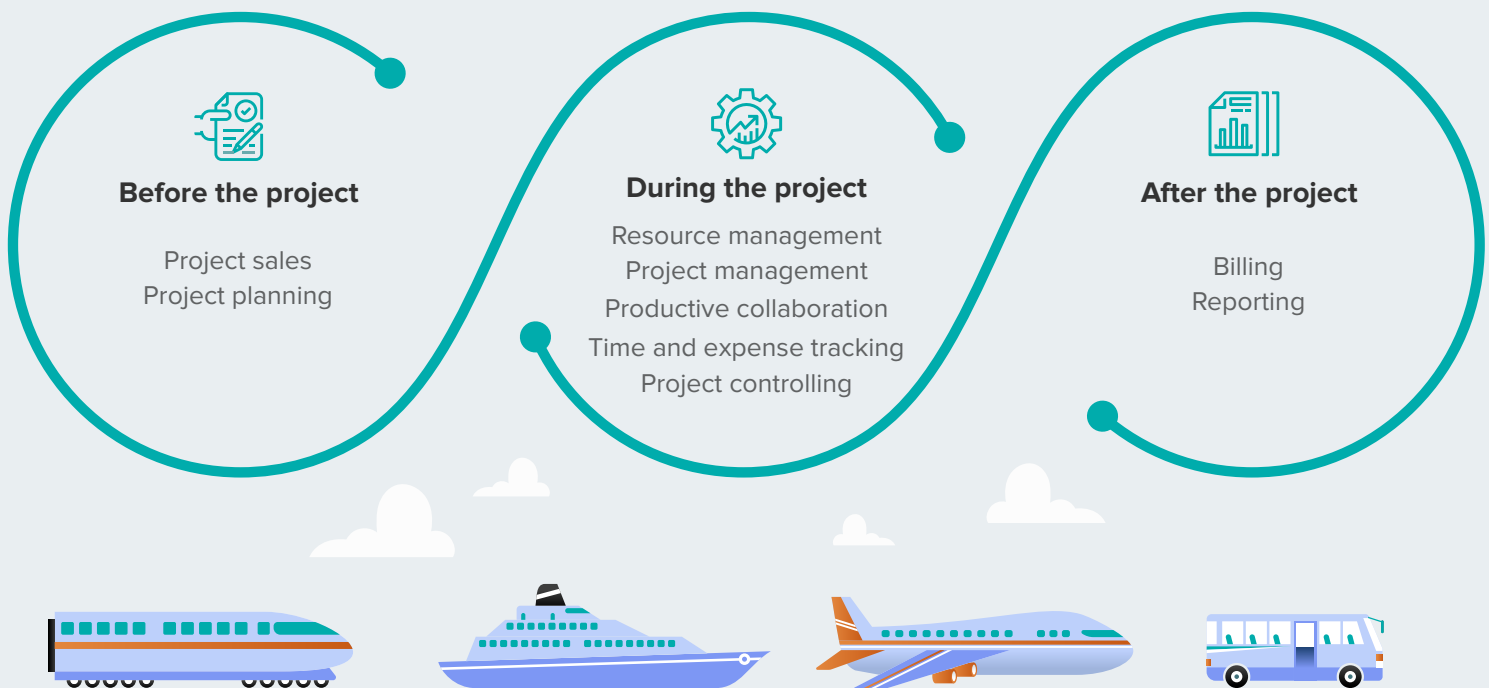 Before the project
Project sales
Project planning
During the project
Resource management
Project management
Productive collaboration
Time and expense tracking
Project controlling
After the project
Billing
Reporting